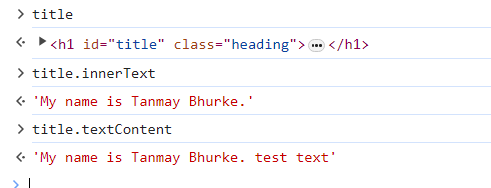 title
<h1 id="title" class="heading">…</h1>
title.innerText
'My name is Tanmay Bhurke.'
title.textContent
'My name is Tanmay Bhurke. test text'